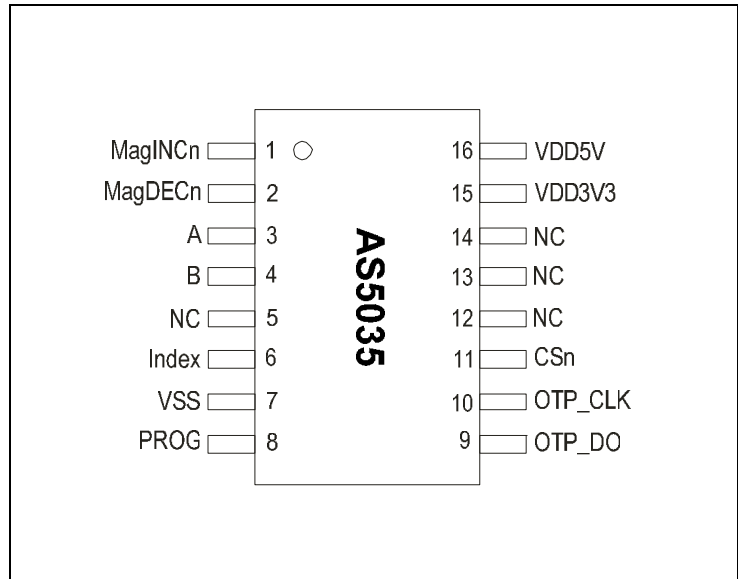 MagINCn 1 16 VDD5V
MagDECn 2 15 VDD3V3
A 3 14 NC
B 4 13 NC
NC 5 12 NC
Index 6 11 CSn
VSS 7 10 OTP_CLK
PROG 8 9 OTP_DO
AS5035